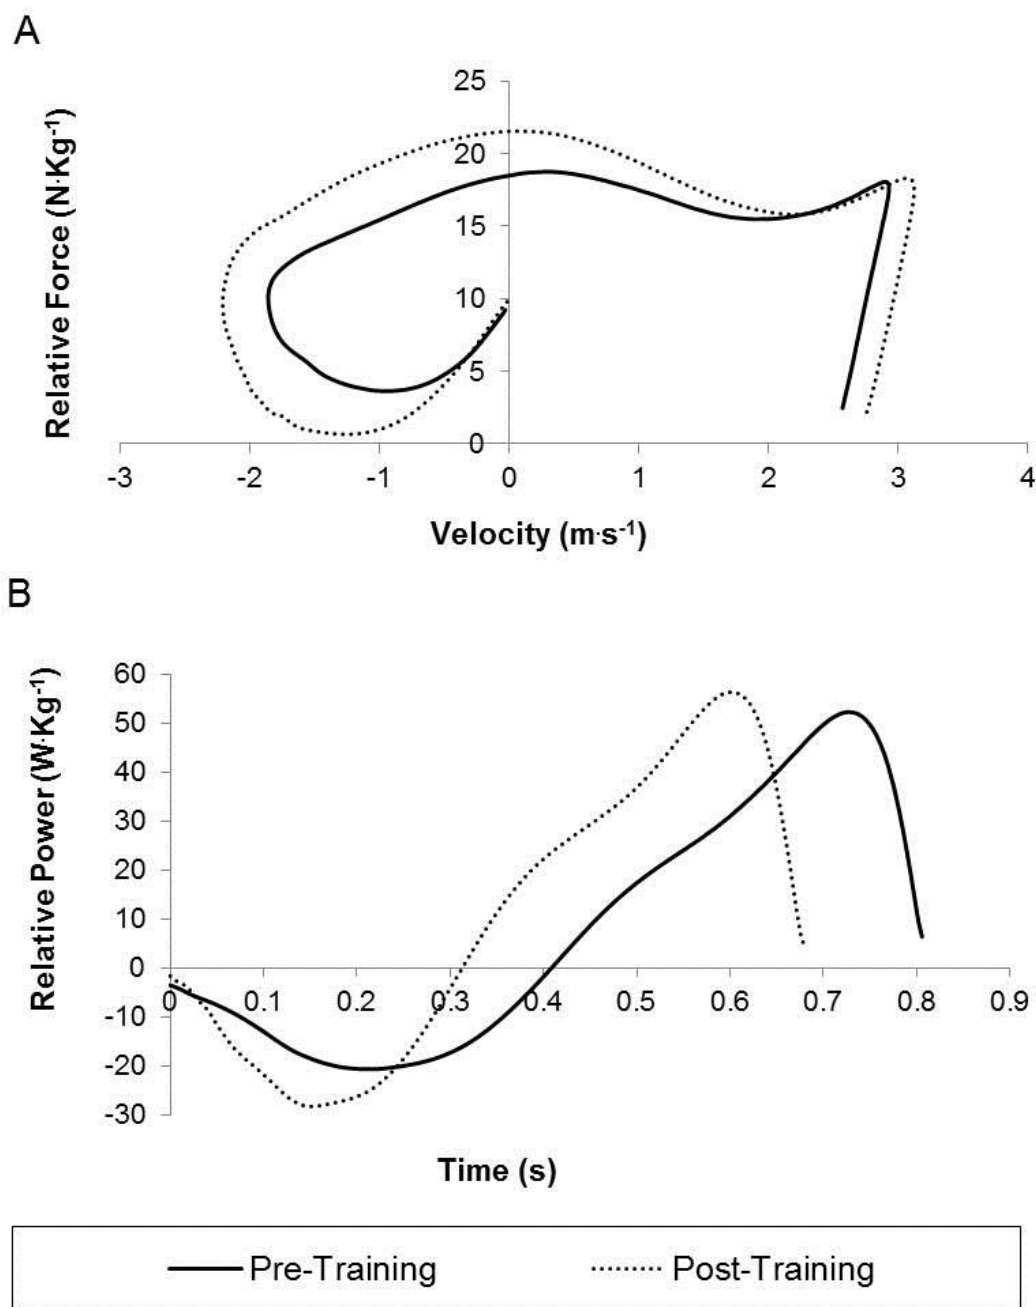 A
Relative Force (N·Kg⁻¹)
25
20
15
10
5
0
-3 -2 -1 0 1 2 3 4
Velocity (m·s⁻¹)
B
Relative Power (W·Kg⁻¹)
60
50
40
30
20
10
0
-10
-20
-30
0 0.1 0.2 0.3 0.4 0.5 0.6 0.7 0.8 0.9
Time (s)
Pre-Training Post-Training